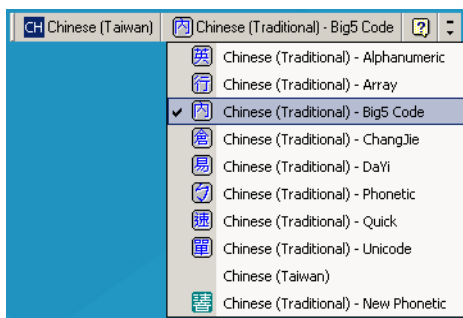 CH Chinese (Taiwan) 內 Chinese (Traditional) - Big5 Code ?
英 Chinese (Traditional) - Alphanumeric
行 Chinese (Traditional) - Array
內 Chinese (Traditional) - Big5 Code
倉 Chinese (Traditional) - ChangJie
易 Chinese (Traditional) - DaYi
ㄅ Chinese (Traditional) - Phonetic
速 Chinese (Traditional) - Quick
單 Chinese (Traditional) - Unicode
Chinese (Taiwan)
Chinese (Traditional) - New Phonetic